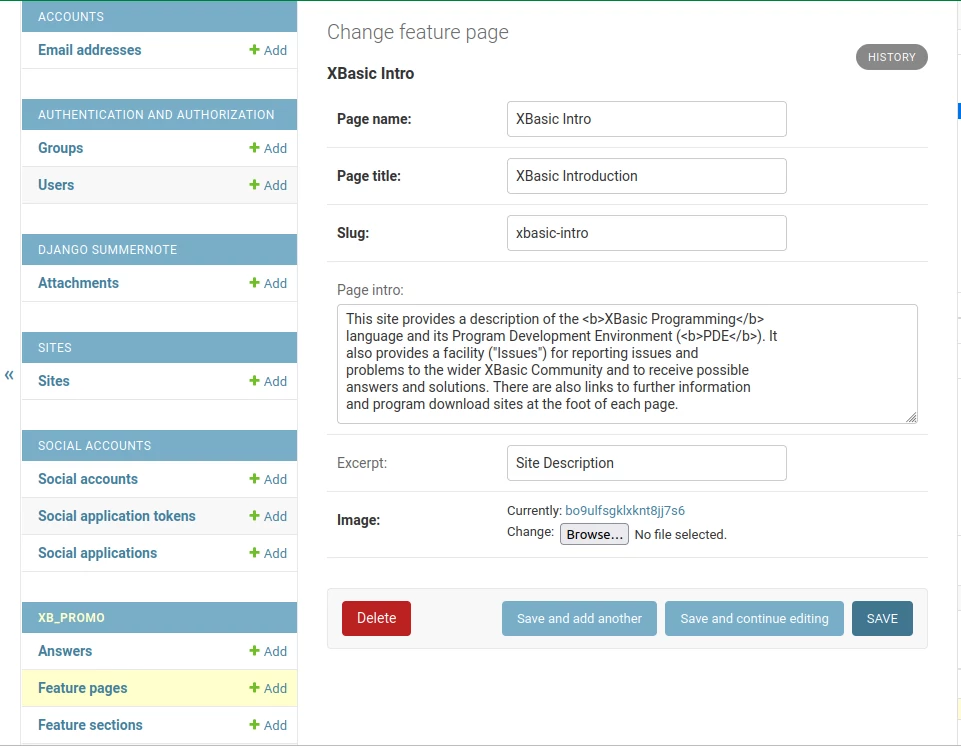 ACCOUNTS
Email addresses + Add
AUTHENTICATION AND AUTHORIZATION
Groups + Add
Users + Add
DJANGO SUMMERNOTE
Attachments + Add
SITES
Sites + Add
SOCIAL ACCOUNTS
Social accounts + Add
Social application tokens + Add
Social applications + Add
XB_PROMO
Answers + Add
Feature pages + Add
Feature sections + Add
«
Change feature page
HISTORY
XBasic Intro
Page name: XBasic Intro
Page title: XBasic Introduction
Slug: xbasic-intro
Page intro:
This site provides a description of the <b>XBasic Programming</b>
language and its Program Development Environment (<b>PDE</b>). It
also provides a facility ("Issues") for reporting issues and
problems to the wider XBasic Community and to receive possible
answers and solutions. There are also links to further information
and program download sites at the foot of each page.
Excerpt: Site Description
Image: Currently: bo9ulfsgklxknt8jj7s6
Change: Browse... No file selected.
Delete Save and add another Save and continue editing SAVE